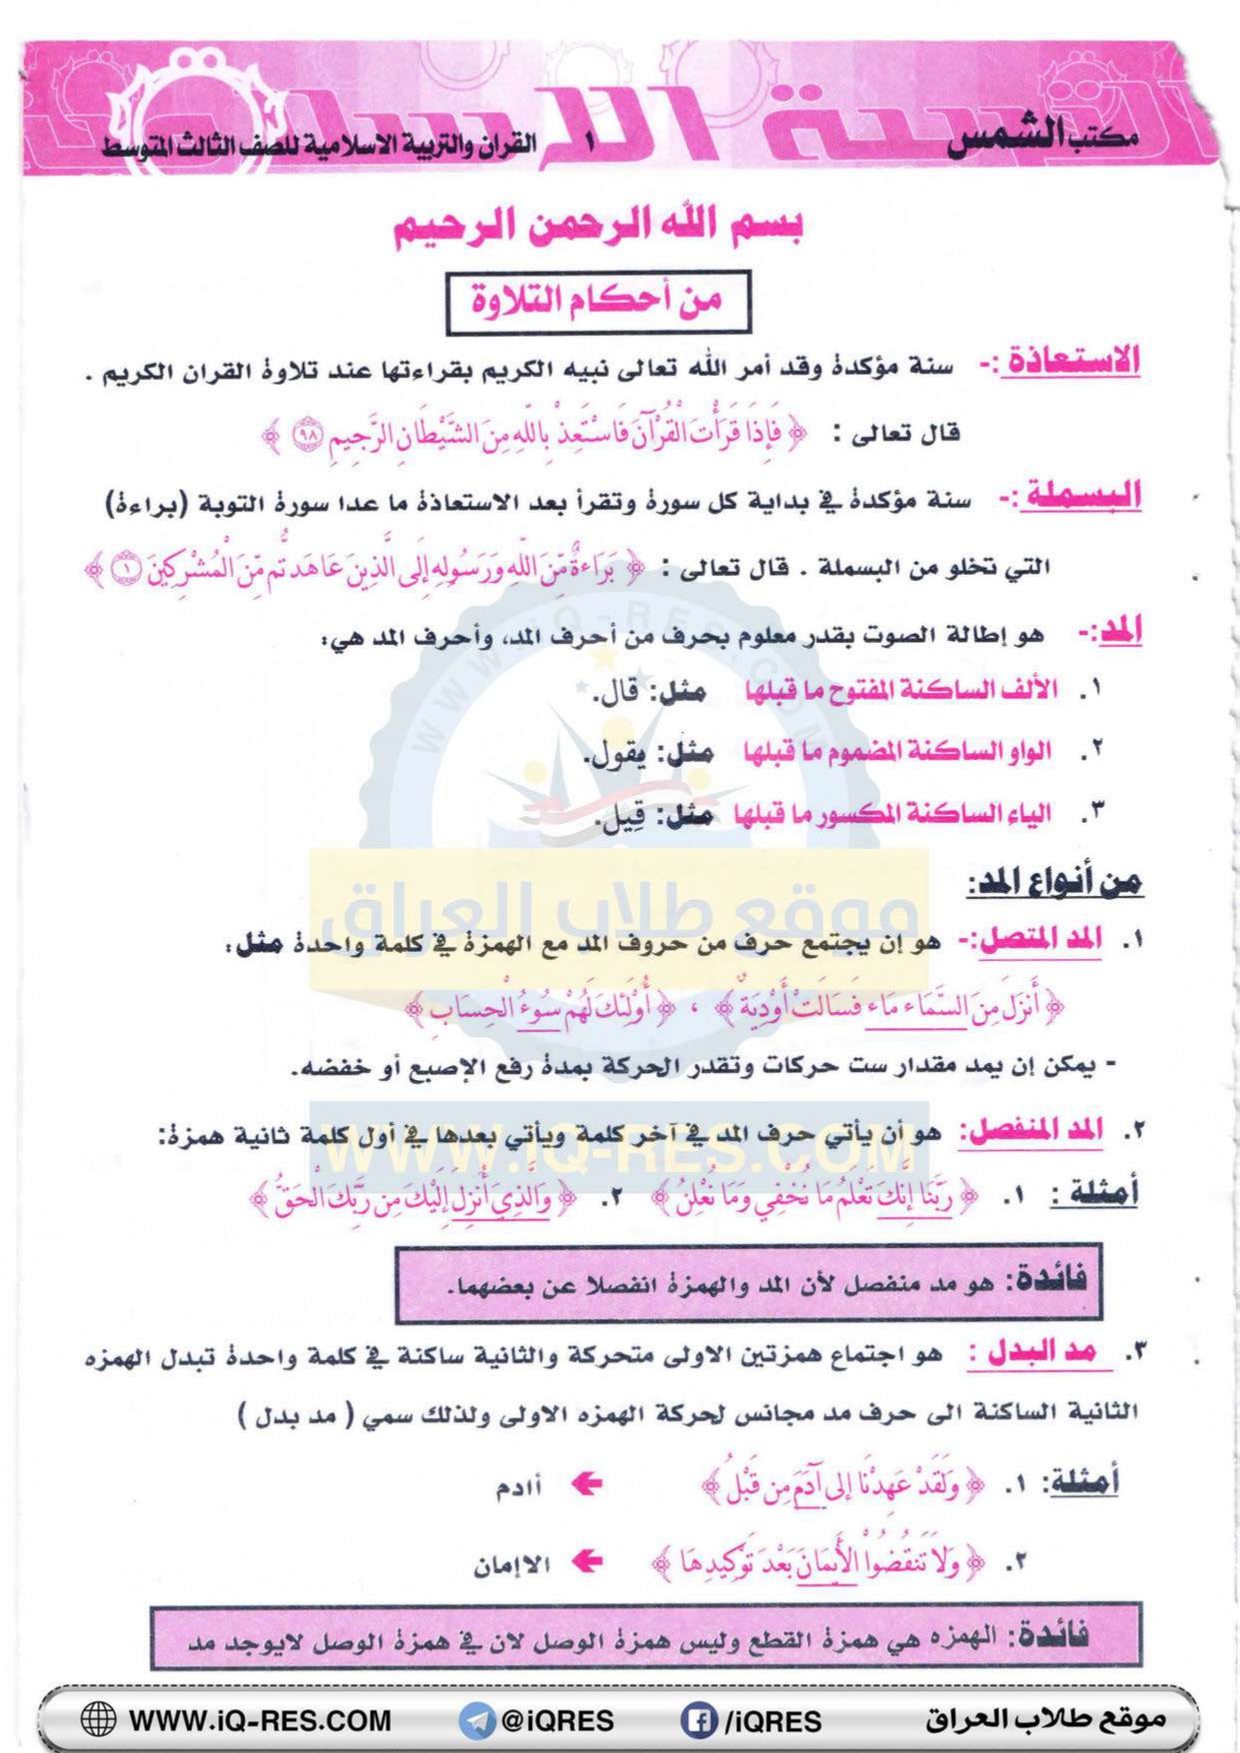 مكتب الشمس ١ القران والتربية الاسلامية للصف الثالث المتوسط
بسم الله الرحمن الرحيم
من أحكام التلاوة
الاستعاذة :- سنة مؤكدة وقد أمر الله تعالى نبيه الكريم بقراءتها عند تلاوة القران الكريم .
قال تعالى : ﴿ فَإِذَا قَرَأْتَ الْقُرْآنَ فَاسْتَعِذْ بِاللَّهِ مِنَ الشَّيْطَانِ الرَّجِيمِ ٩٨ ﴾
البسملة :- سنة مؤكدة في بداية كل سورة وتقرأ بعد الاستعاذة ما عدا سورة التوبة (براءة)
التي تخلو من البسملة . قال تعالى : ﴿ بَرَاءَةٌ مِّنَ اللَّهِ وَرَسُولِهِ إِلَى الَّذِينَ عَاهَدتُّم مِّنَ الْمُشْرِكِينَ ١ ﴾
المد:- هو إطالة الصوت بقدر معلوم بحرف من أحرف المد، وأحرف المد هي:
١. الألف الساكنة المفتوح ما قبلها مثل: قال.
٢. الواو الساكنة المضموم ما قبلها مثل: يقول.
٣. الياء الساكنة المكسور ما قبلها مثل: قِيل.
من أنواع المد:
موقع طلاب العراق
١. المد المتصل:- هو إن يجتمع حرف من حروف المد مع الهمزة في كلمة واحدة مثل:
﴿ أَنزَلَ مِنَ السَّمَاء مَاء فَسَالَتْ أَوْدِيَةٌ ﴾ ، ﴿ أُوْلَئِكَ لَهُمْ سُوءُ الْحِسَابِ ﴾
- يمكن إن يمد مقدار ست حركات وتقدر الحركة بمدة رفع الإصبع أو خفضه.
٢. المد المنفصل: هو أن يأتي حرف المد في آخر كلمة ويأتي بعدها في أول كلمة ثانية همزة:
WWW.iQ-RES.COM
أمثلة : ١. ﴿ رَبَّنَا إِنَّكَ تَعْلَمُ مَا نُخْفِي وَمَا نُعْلِنُ ﴾ ٢. ﴿ وَالَّذِيَ أُنزِلَ إِلَيْكَ مِن رَبِّكَ الْحَقُّ ﴾
فائدة: هو مد منفصل لأن المد والهمزة انفصلا عن بعضهما.
٣. مد البدل : هو اجتماع همزتين الاولى متحركة والثانية ساكنة في كلمة واحدة تبدل الهمزه
الثانية الساكنة الى حرف مد مجانس لحركة الهمزه الاولى ولذلك سمي ( مد بدل )
أمثلة: ١. ﴿ وَلَقَدْ عَهِدْنَا إِلَى آدَمَ مِن قَبْلُ ﴾ ← أادم
٢. ﴿ وَلاَ تَنقُضُواْ الأَيْمَانَ بَعْدَ تَوْكِيدِهَا ﴾ ← الاإمان
فائدة: الهمزه هي همزة القطع وليس همزة الوصل لان في همزة الوصل لايوجد مد
موقع طلاب العراق /iQRES @iQRES WWW.iQ-RES.COM